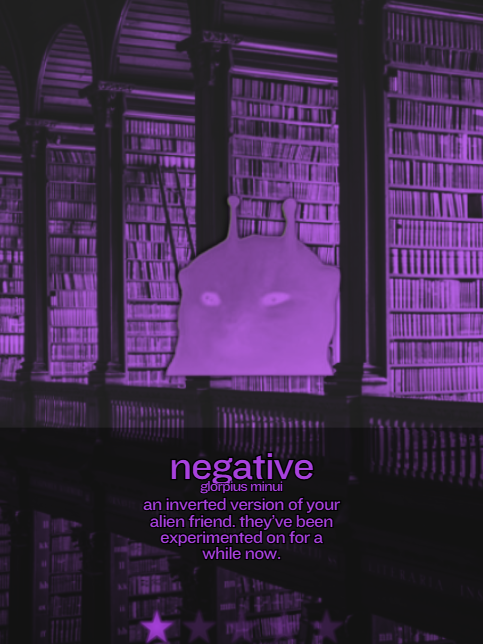 negative
glorpius minui
an inverted version of your
alien friend. they've been
experimented on for a
while now.